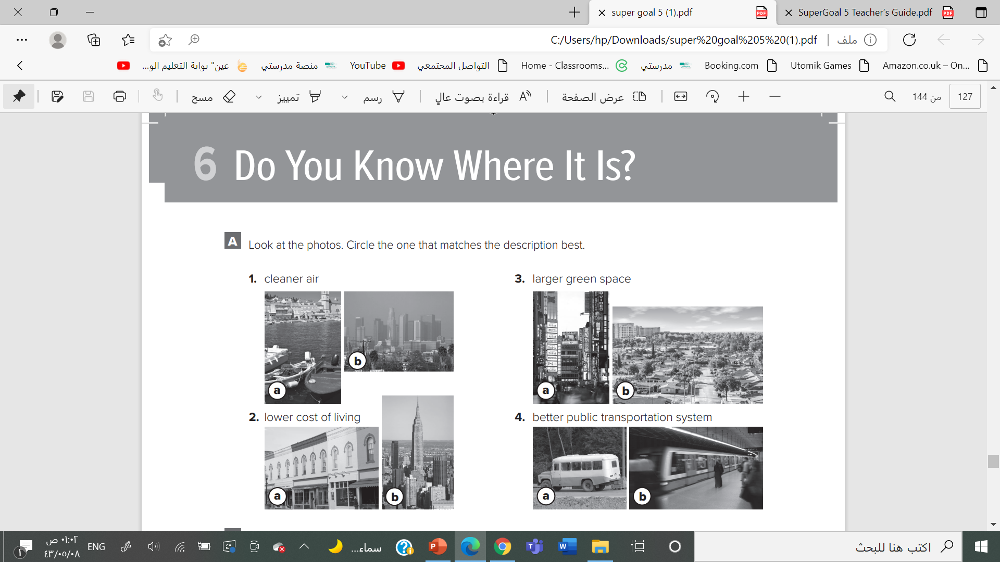 super goal 5 (1).pdf
SuperGoal 5 Teacher's Guide.pdf
C:/Users/hp/Downloads/super%20goal%205%20(1).pdf
ملف
عين" بوابة التعليم الو...
منصة مدرستي
YouTube
التواصل المجتمعي
Home - Classrooms...
مدرستي
Booking.com
Utomik Games
Amazon.co.uk – On...
مسح
تمييز
رسم
قراءة بصوت عالٍ
عرض الصفحة
من 144
127
6 Do You Know Where It Is?
A Look at the photos. Circle the one that matches the description best.
1. cleaner air
a
b
2. lower cost of living
a
b
3. larger green space
a
b
4. better public transportation system
a
b
٠١:٠٢ ص
٤٣/٠٥/٠٨
١
ENG
سماء...
اكتب هنا للبحث